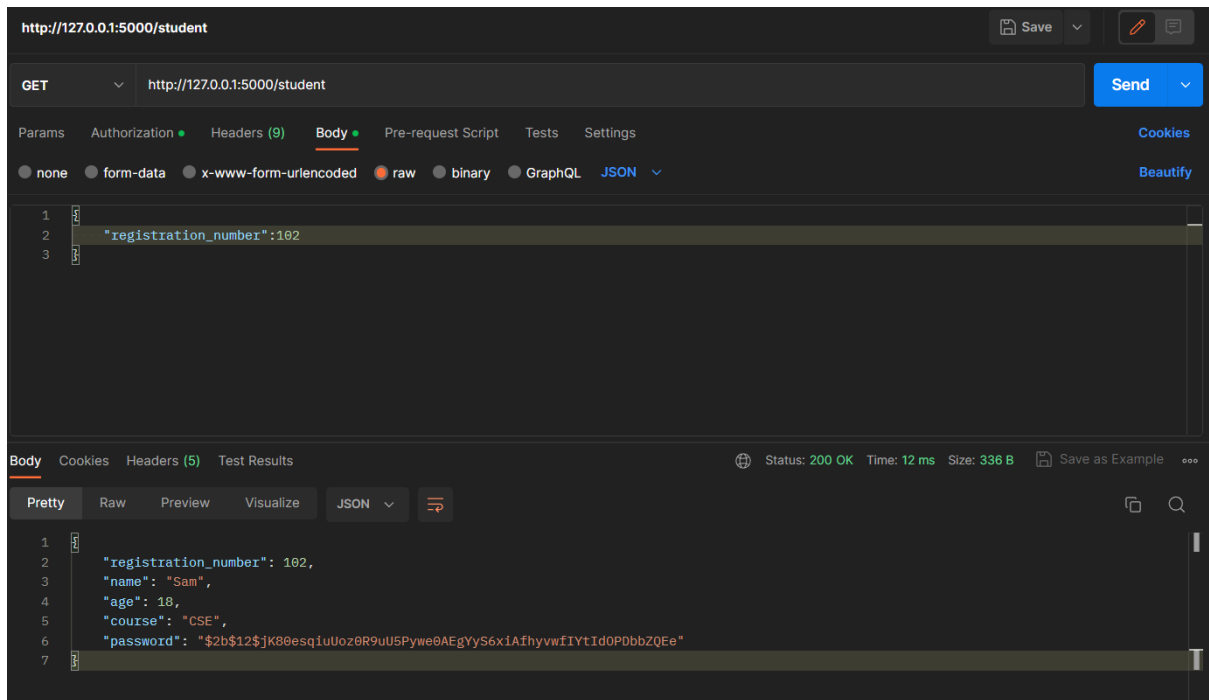 http://127.0.0.1:5000/student Save
GET http://127.0.0.1:5000/student Send
Params Authorization Headers (9) Body Pre-request Script Tests Settings Cookies
none form-data x-www-form-urlencoded raw binary GraphQL JSON Beautify
1 {
2 "registration_number":102
3 }
Body Cookies Headers (5) Test Results Status: 200 OK Time: 12 ms Size: 336 B Save as Example
Pretty Raw Preview Visualize JSON
1 {
2 "registration_number": 102,
3 "name": "Sam",
4 "age": 18,
5 "course": "CSE",
6 "password": "$2b$12$jK80esqiuUoz0R9uU5Pywe0AEgYyS6xiAfhyvwfIYtIdOPDbbZQEe"
7 }